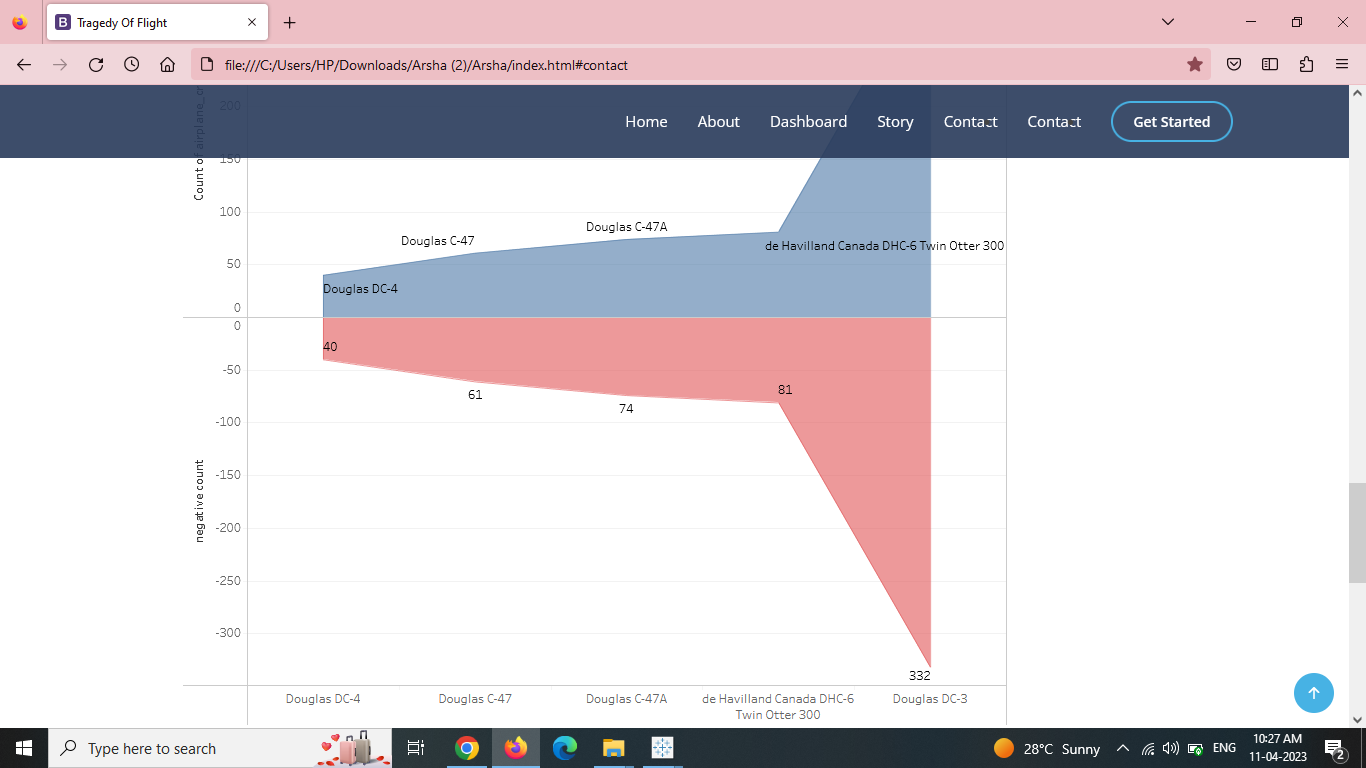 Tragedy Of Flight
file:///C:/Users/HP/Downloads/Arsha (2)/Arsha/index.html#contact
Home About Dashboard Story Contact Contact Get Started
200
150
100
50
0
Count of airplane_cr
Douglas DC-4
Douglas C-47
Douglas C-47A
de Havilland Canada DHC-6 Twin Otter 300
0
-50
-100
-150
-200
-250
-300
negative count
40
61
74
81
332
Douglas DC-4 Douglas C-47 Douglas C-47A de Havilland Canada DHC-6 Douglas DC-3
Twin Otter 300
Type here to search
28°C Sunny
ENG
10:27 AM
11-04-2023
2